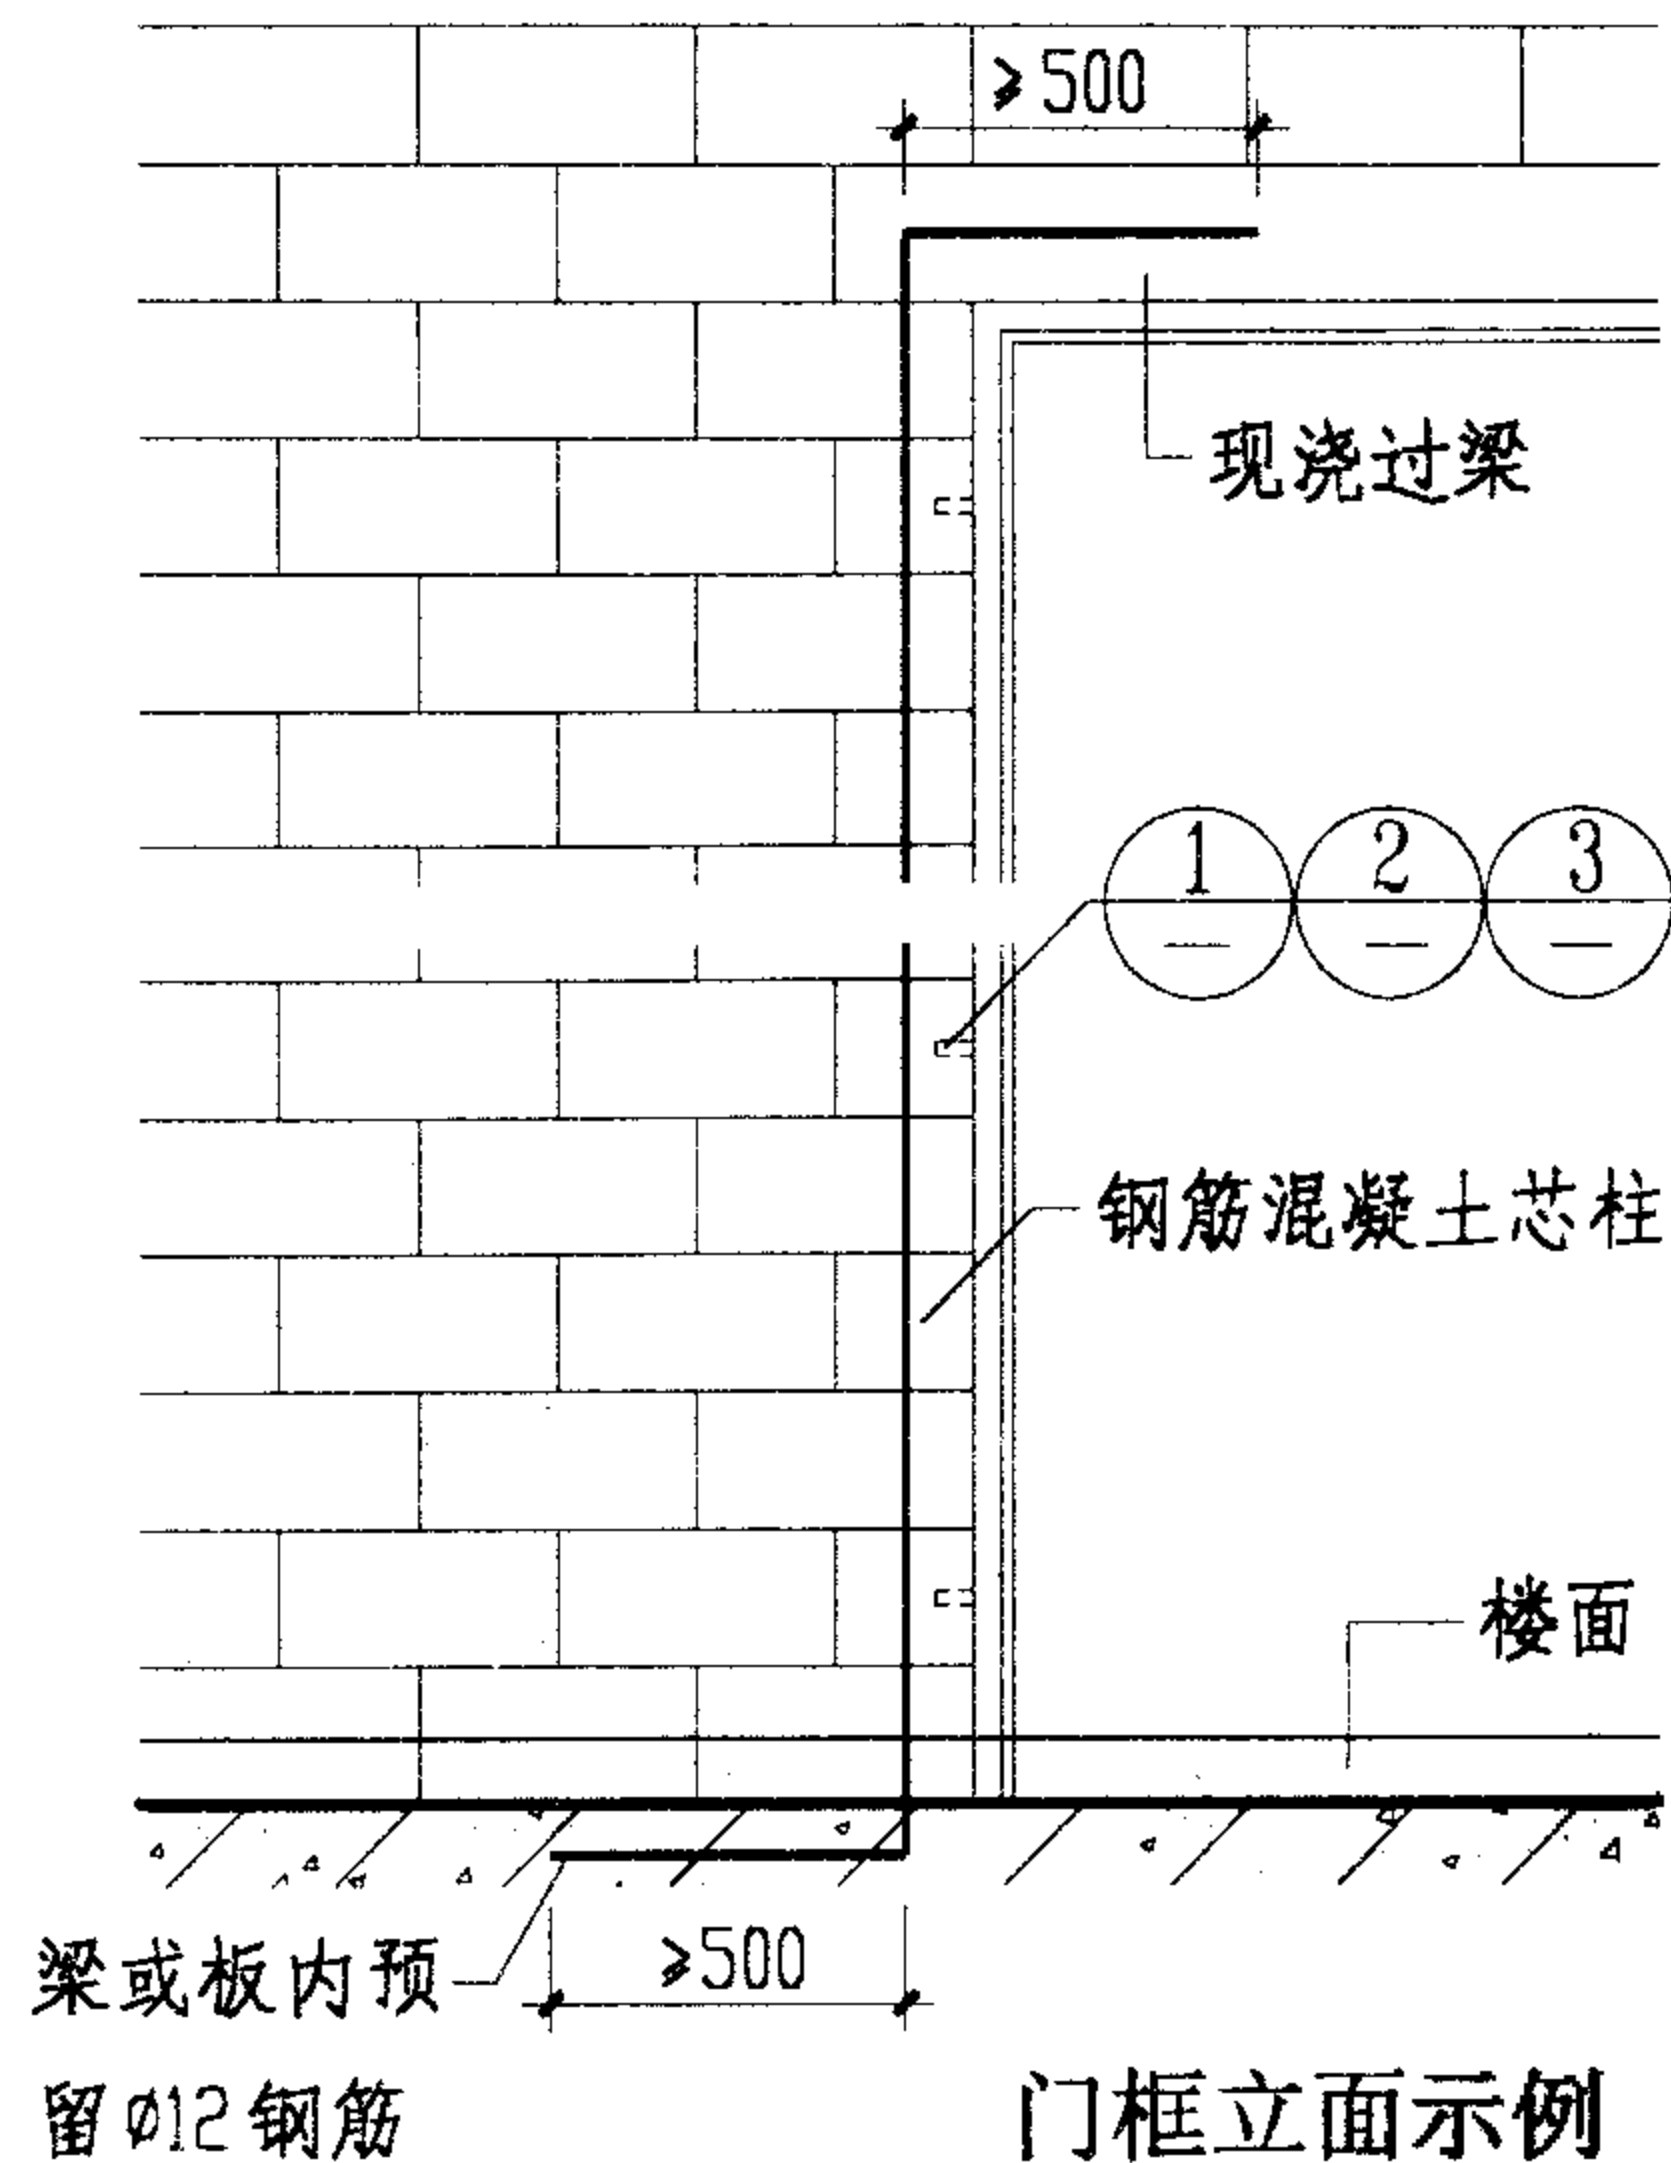 ≥500
现浇过梁
1 2 3
— — —
钢筋混凝土芯柱
楼面
梁或板内预
留ø12钢筋
≥500
门框立面示例